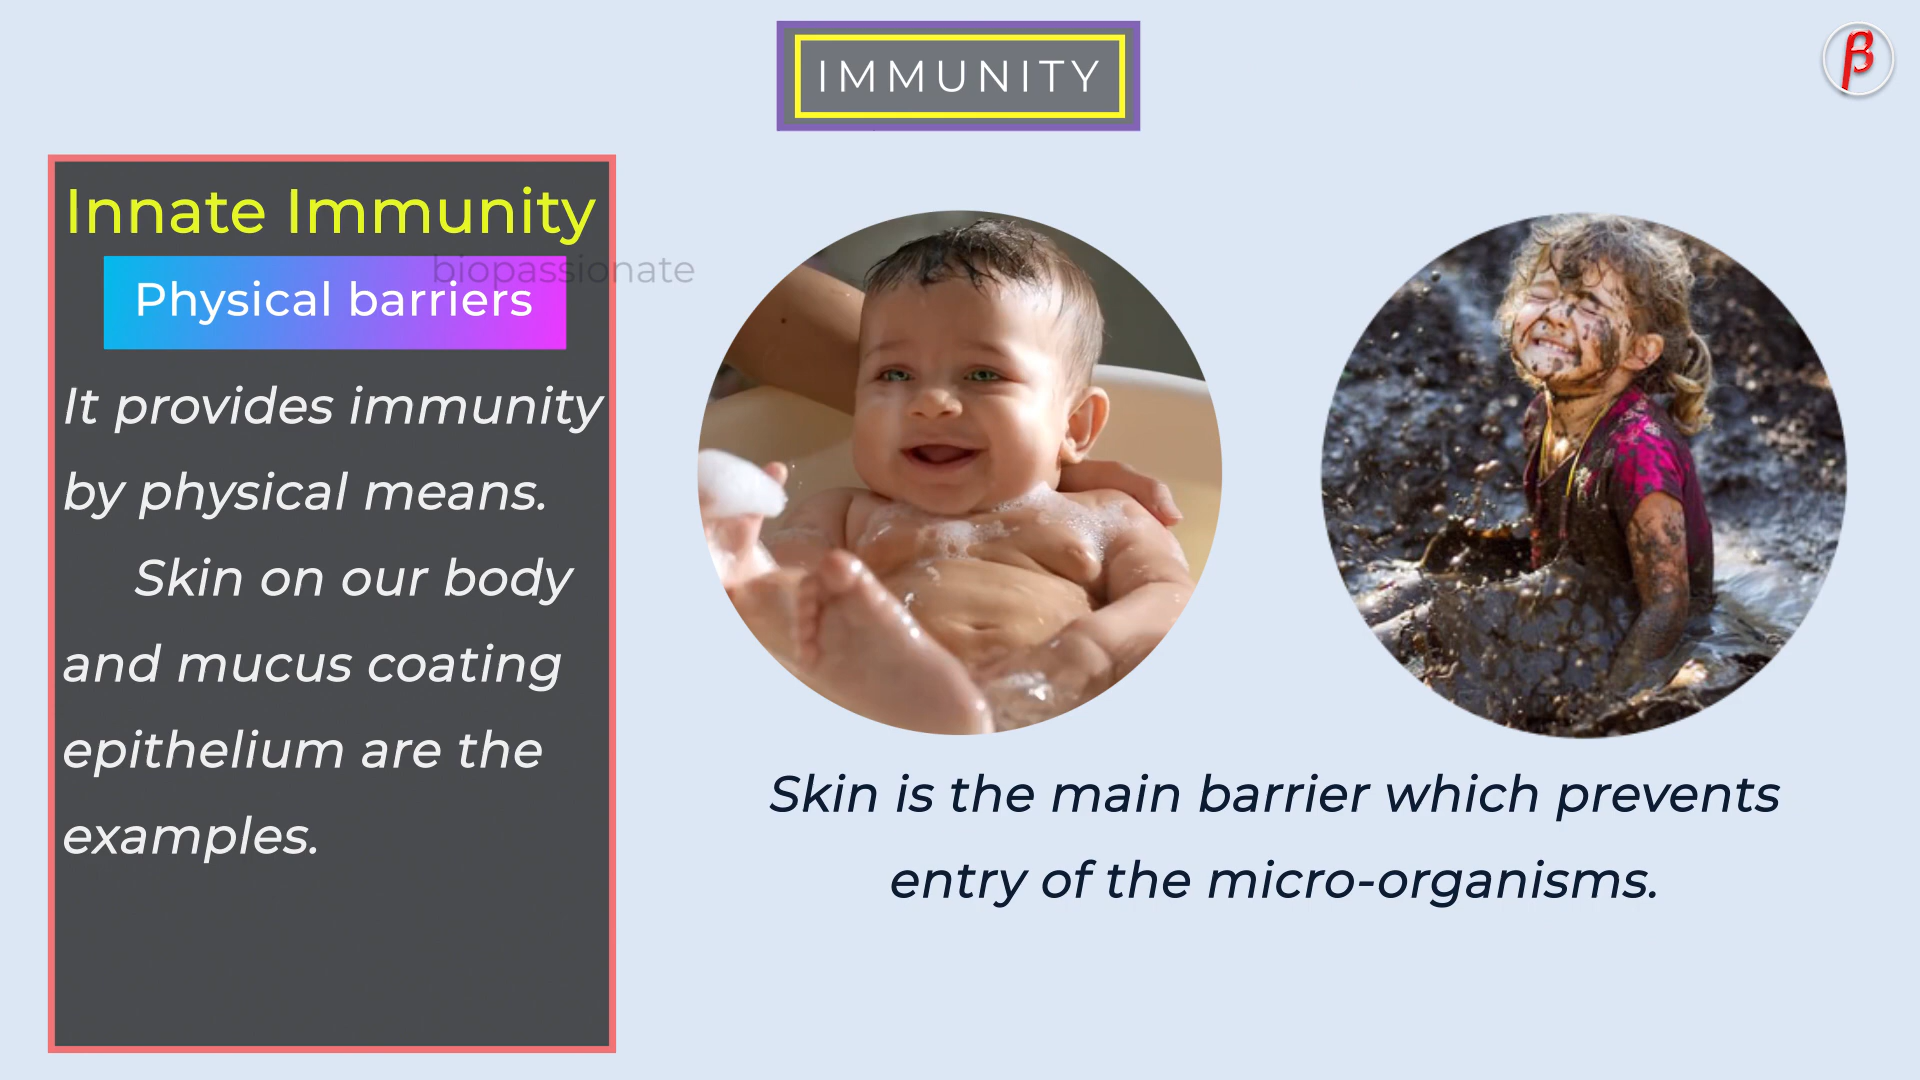 IMMUNITY
β
Innate Immunity
biopassionate
Physical barriers
It provides immunity
by physical means.
Skin on our body
and mucus coating
epithelium are the
examples.
Skin is the main barrier which prevents
entry of the micro-organisms.